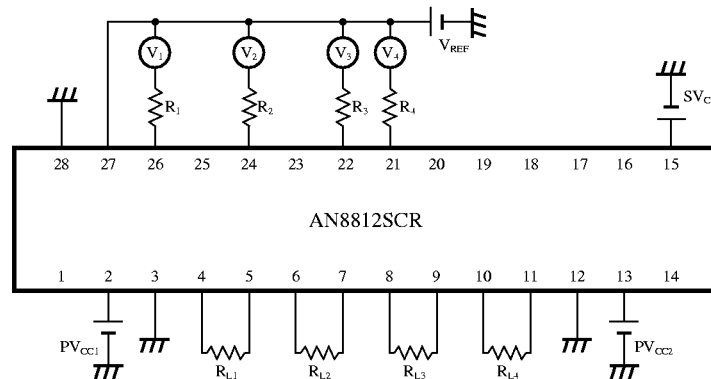 V1 V2 V3 V4
VREF
R1 R2 R3 R4
SVC
28 27 26 25 24 23 22 21 20 19 18 17 16 15
AN8812SCR
1 2 3 4 5 6 7 8 9 10 11 12 13 14
PVCC1 RL1 RL2 RL3 RL4 PVCC2